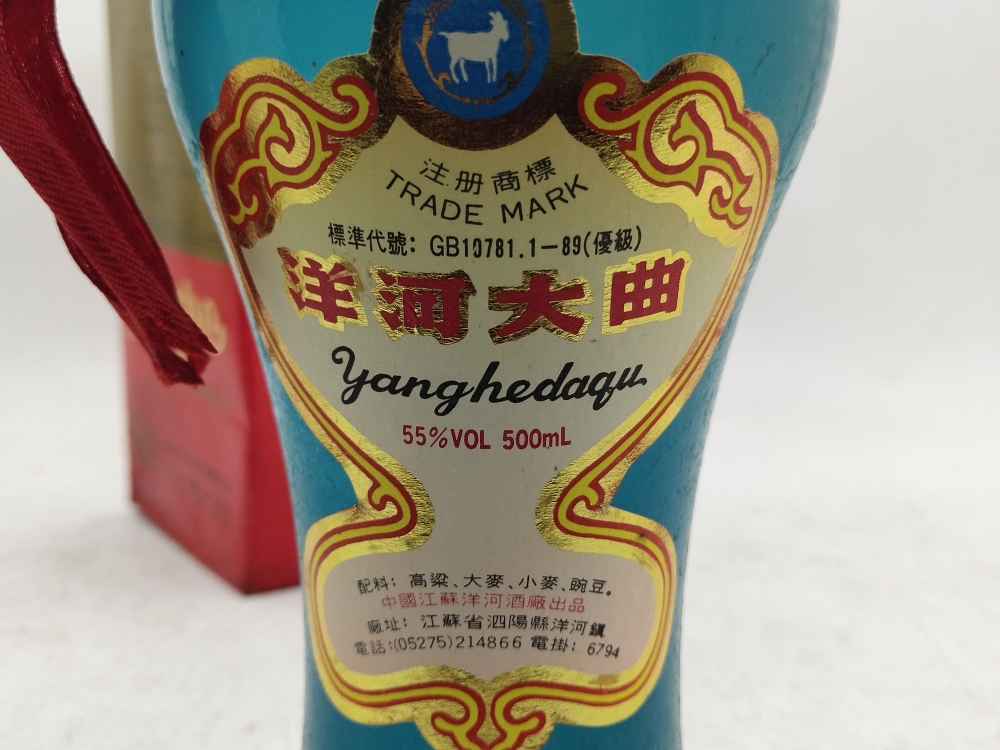 注册商標
TRADE MARK
標準代號: GB10781.1-89(優級)
洋河大曲
Yanghedaqu
55%VOL 500mL
配料: 高粱、大麥、小麥、豌豆。
中國江蘇洋河酒廠出品
廠址: 江蘇省泗陽縣洋河鎮
電話:(05275)214866 電掛: 6794